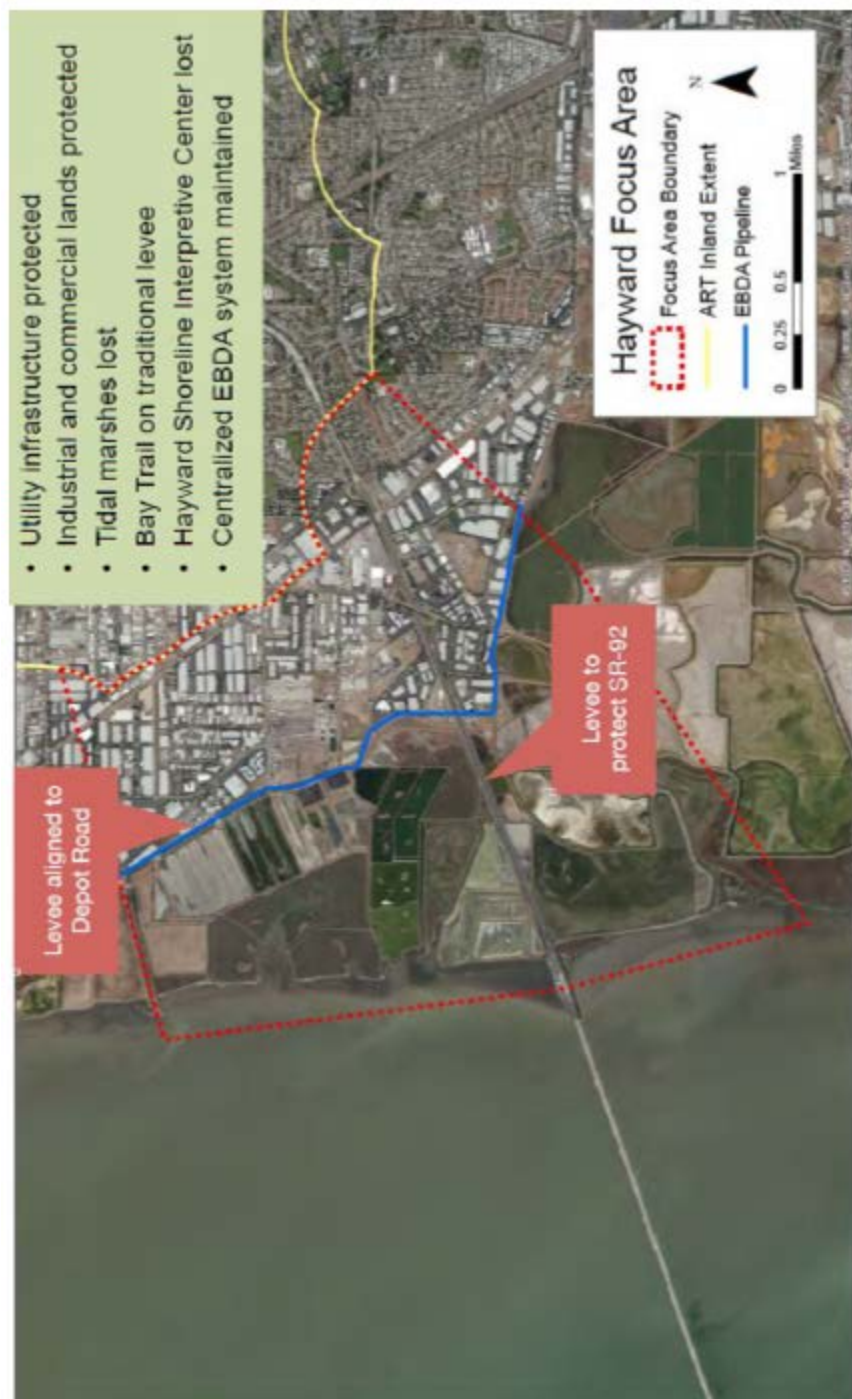 • Utility infrastructure protected
• Industrial and commercial lands protected
• Tidal marshes lost
• Bay Trail on traditional levee
• Hayward Shoreline Interpretive Center lost
• Centralized EBDA system maintained
Levee aligned to
Depot Road
Levee to
protect SR-92
Hayward Focus Area
Focus Area Boundary
ART Inland Extent
EBDA Pipeline
N
0 0.25 0.5 1
Miles